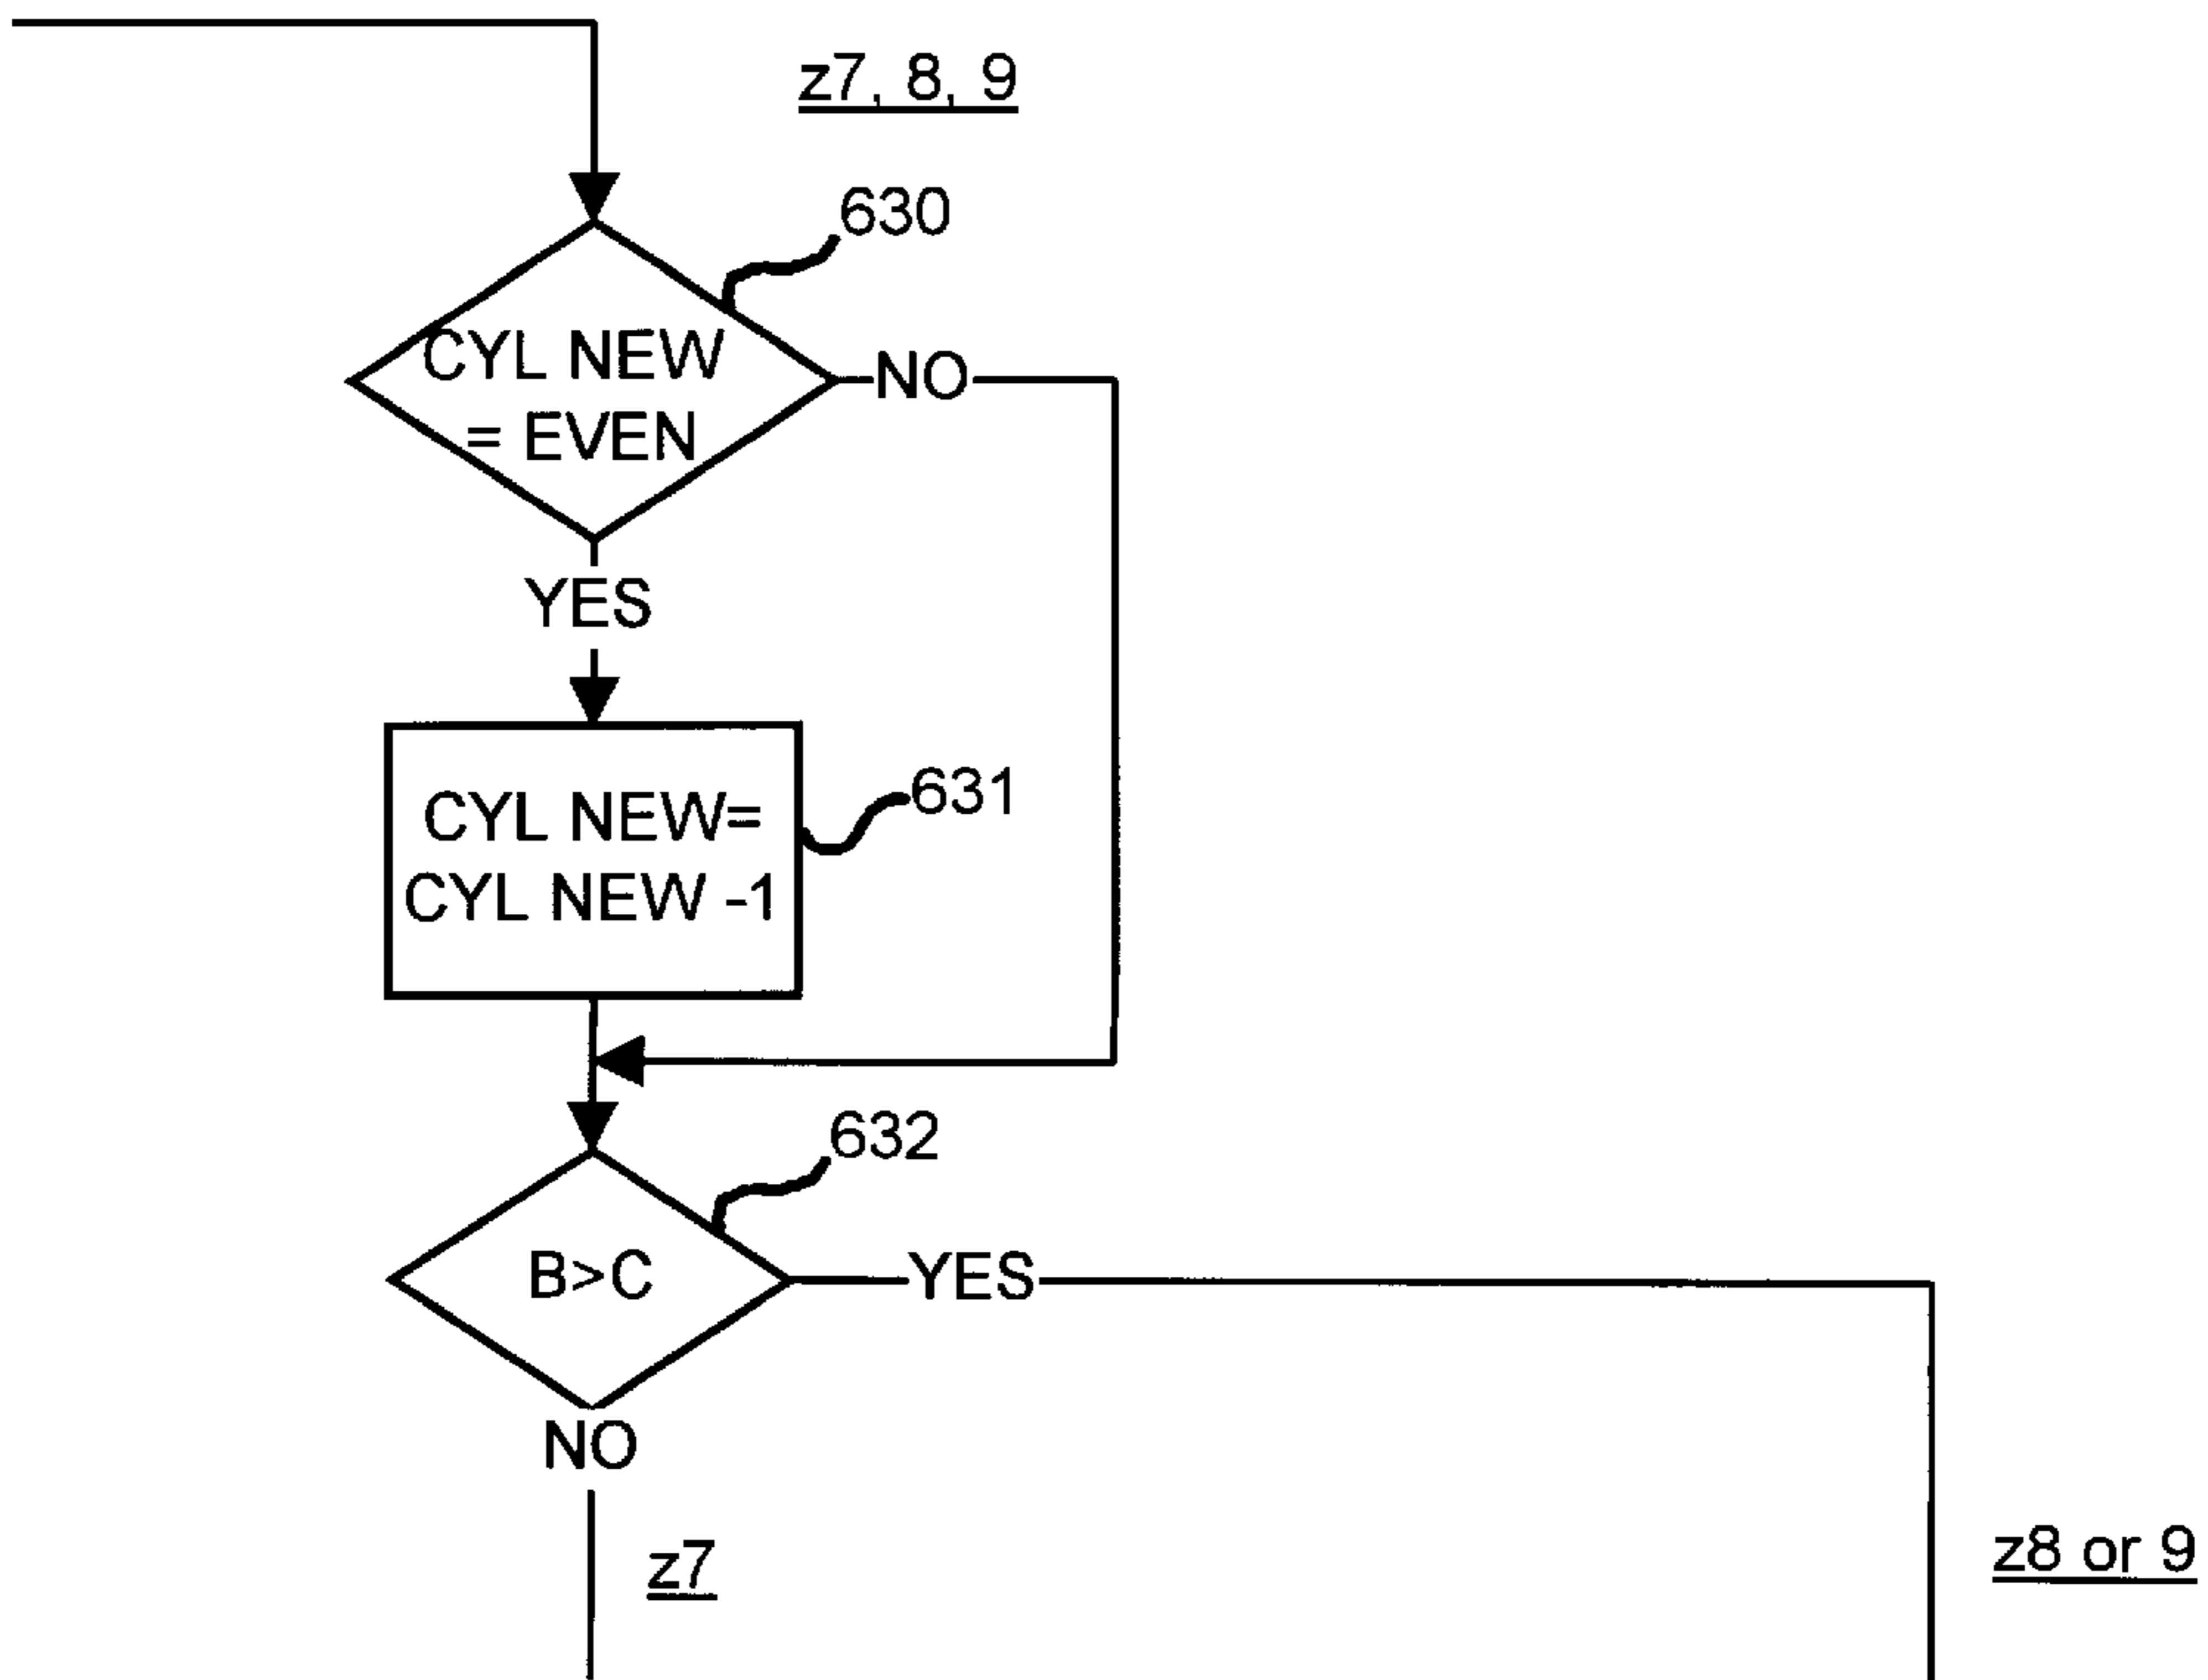 z7, 8, 9
630
CYL NEW
= EVEN
NO
YES
631
CYL NEW=
CYL NEW -1
632
B>C
YES
NO
z7
z8 or 9